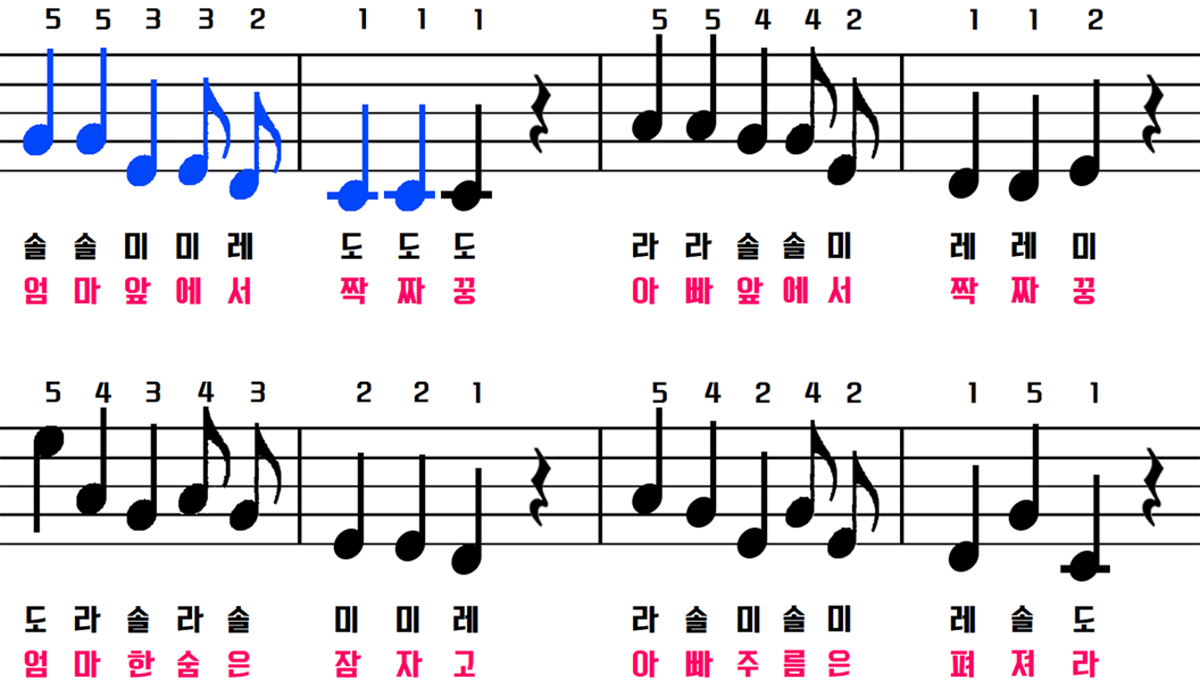 5 5 3 3 2 1 1 1 5 5 4 4 2 1 1 2
솔 솔 미 미 레 도 도 도 라 라 솔 솔 미 레 레 미
엄 마 앞 에 서 짝 짜 꿍 아 빠 앞 에 서 짝 짜 꿍
5 4 3 4 3 2 2 1 5 4 2 4 2 1 5 1
도 라 솔 라 솔 미 미 레 라 솔 미 솔 미 레 솔 도
엄 마 한 숨 은 잠 자 고 아 빠 주 름 은 펴 져 라